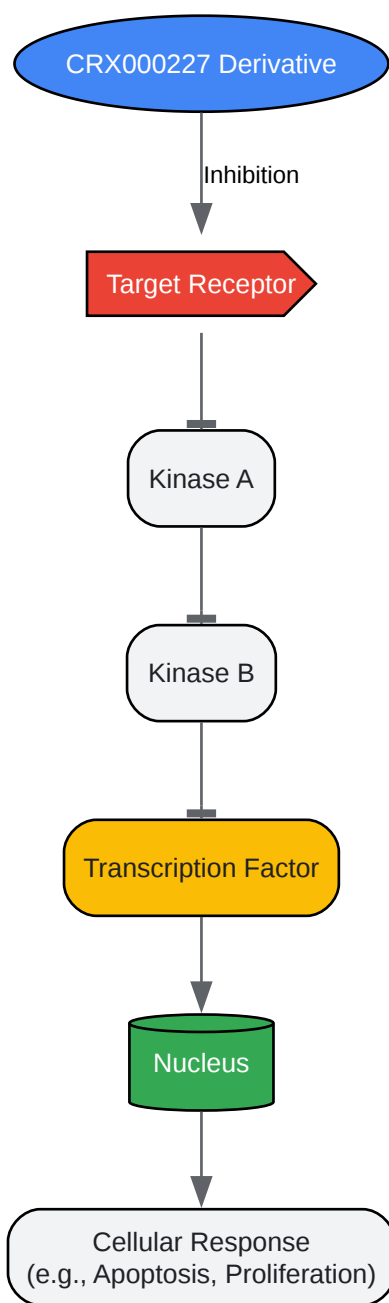 CRX000227 Derivative
Inhibition
Target Receptor
Kinase A
Kinase B
Transcription Factor
Nucleus
Cellular Response
(e.g., Apoptosis, Proliferation)